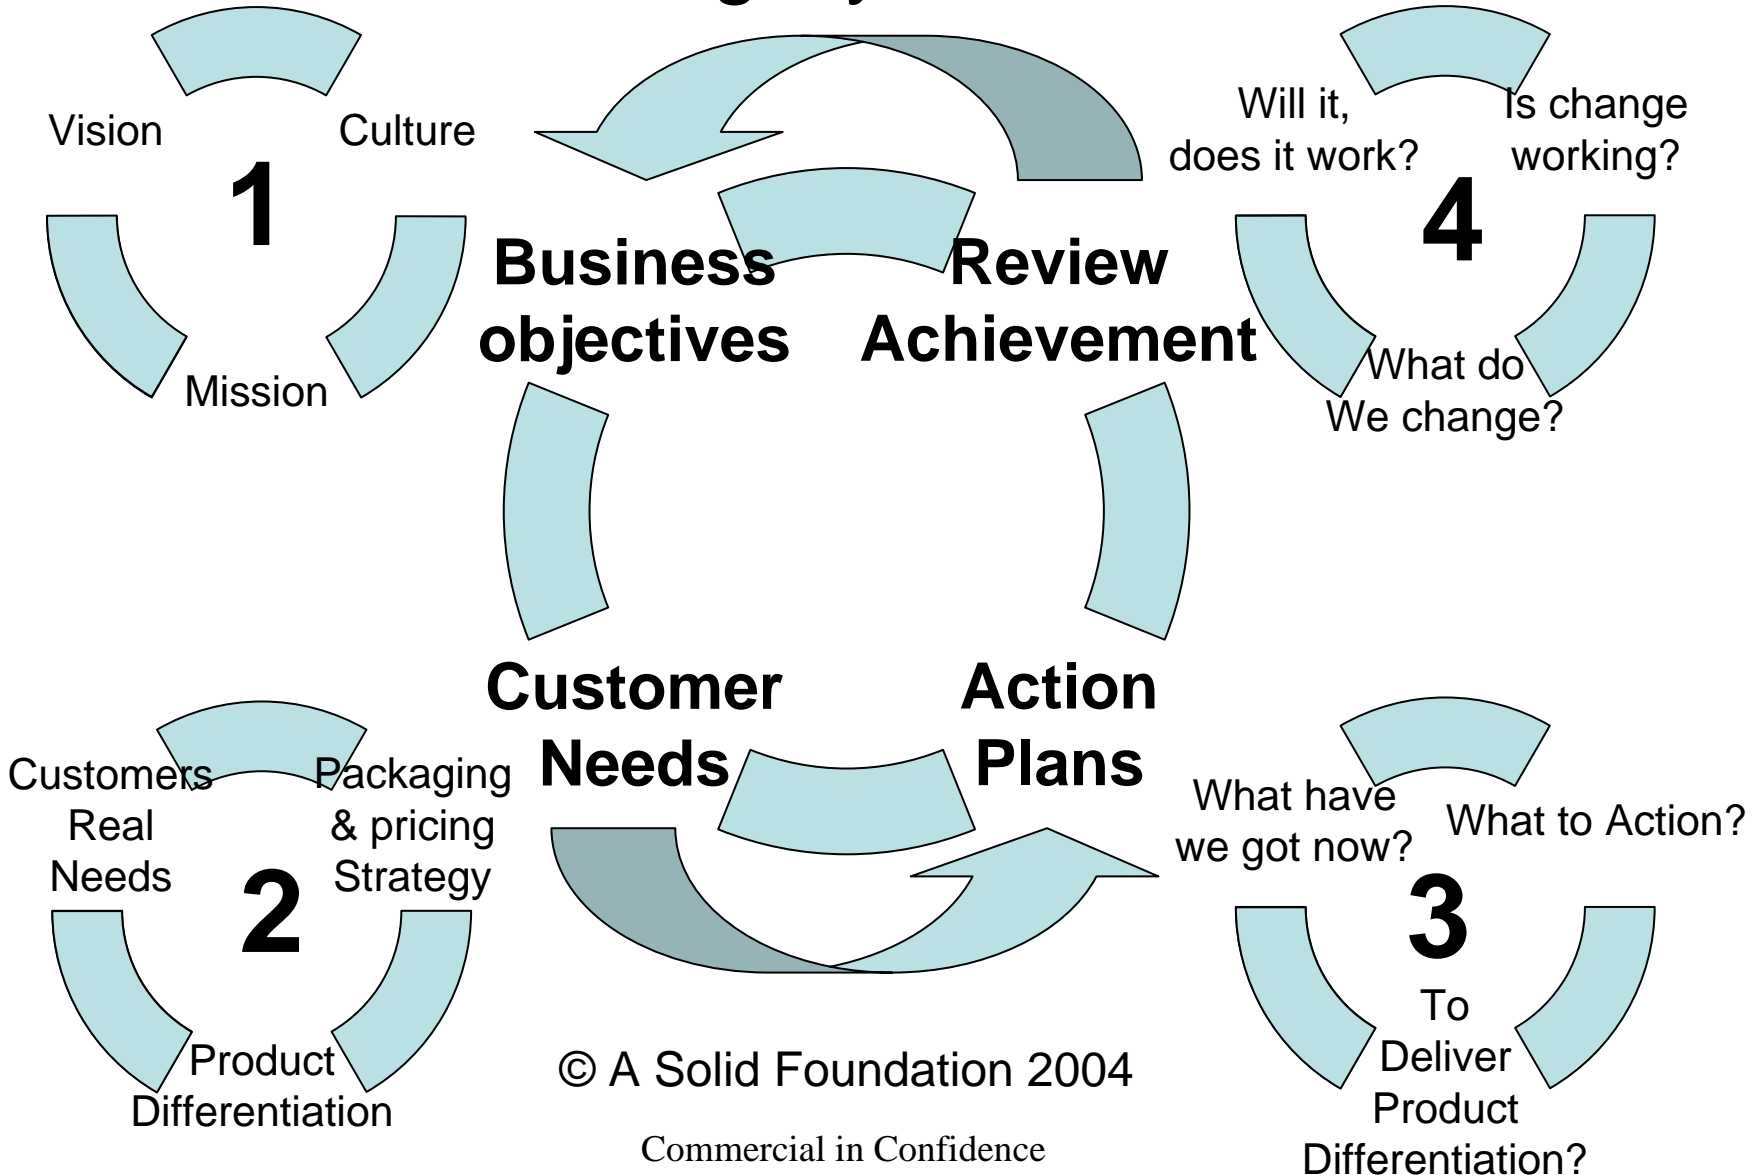 Vision
Culture
1
Mission
Business
objectives
Review
Achievement
Will it,
does it work?
Is change
working?
4
What do
We change?
Customer
Needs
Action
Plans
Customers
Real
Needs
Packaging
& pricing
Strategy
2
Product
Differentiation
What have
we got now?
What to Action?
3
To
Deliver
Product
Differentiation?
© A Solid Foundation 2004
Commercial in Confidence